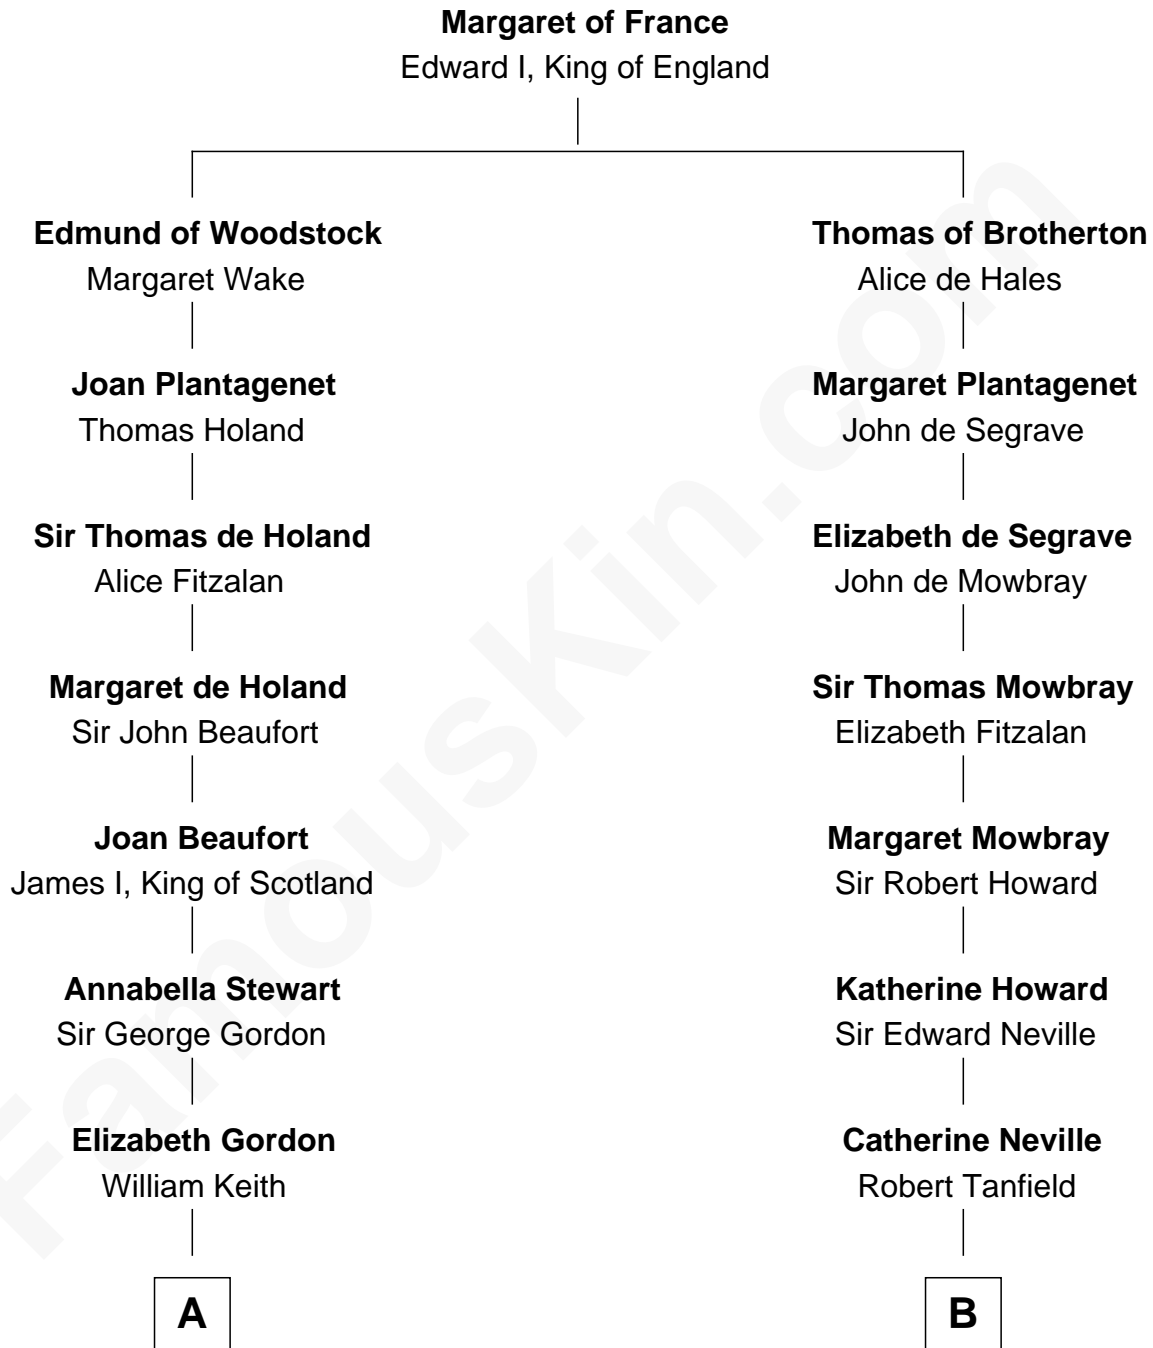 Margaret of France
Edward I, King of England
Edmund of Woodstock
Margaret Wake
Thomas of Brotherton
Alice de Hales
Joan Plantagenet
Thomas Holand
Margaret Plantagenet
John de Segrave
Sir Thomas de Holand
Alice Fitzalan
Elizabeth de Segrave
John de Mowbray
Margaret de Holand
Sir John Beaufort
Sir Thomas Mowbray
Elizabeth Fitzalan
Joan Beaufort
James I, King of Scotland
Margaret Mowbray
Sir Robert Howard
Annabella Stewart
Sir George Gordon
Katherine Howard
Sir Edward Neville
Elizabeth Gordon
William Keith
Catherine Neville
Robert Tanfield
A
B
FamousKin.com